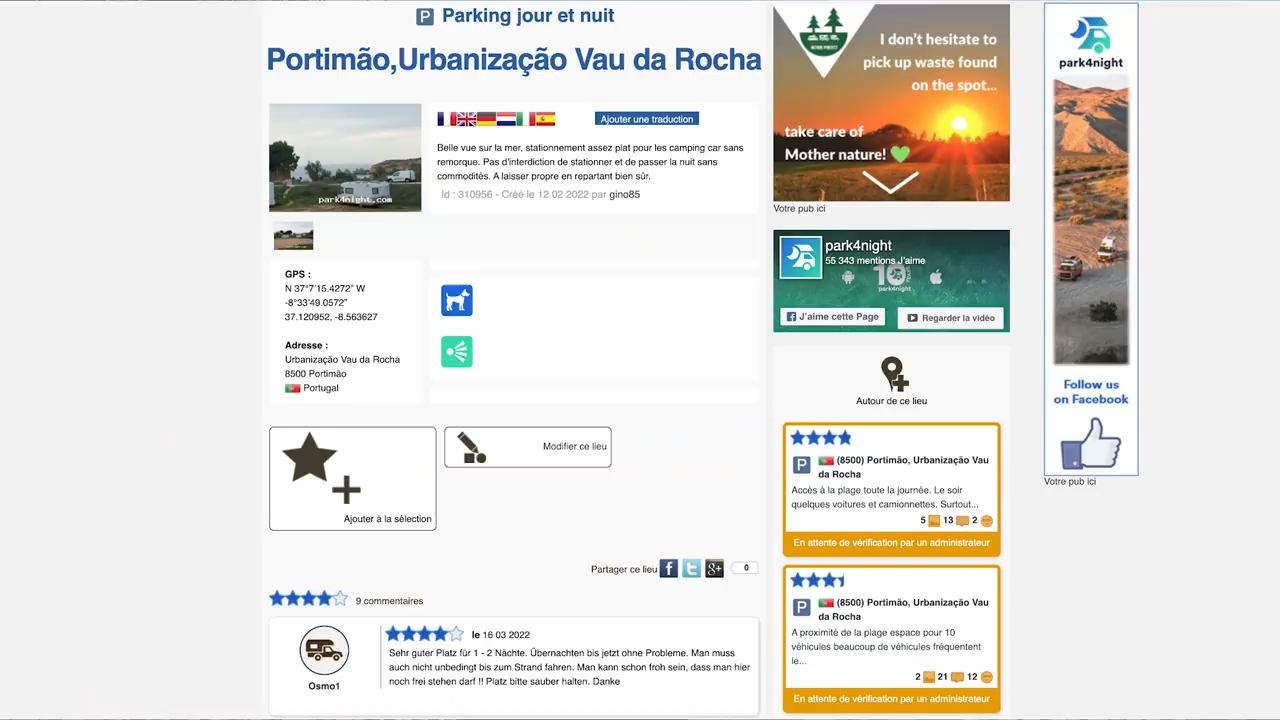 Parking jour et nuit
Portimão,Urbanização Vau da Rocha
Ajouter une traduction
Belle vue sur la mer, stationnement assez plat pour les camping car sans
remorque. Pas d'interdiction de stationner et de passer la nuit sans
commodités. A laisser propre en repartant bien sûr.
Id : 310956 - Créé le 12 02 2022 par gino85
park4night.com
GPS :
N 37°7'15.4272" W
-8°33'49.0572"
37.120952, -8.563627
Adresse :
Urbanização Vau da Rocha
8500 Portimão
Portugal
Ajouter à la sélection
Modifier ce lieu
Partager ce lieu
0
9 commentaires
Osmo1
le 16 03 2022
Sehr guter Platz für 1 - 2 Nächte. Übernachten bis jetzt ohne Probleme. Man muss
auch nicht unbedingt bis zum Strand fahren. Man kann schon froh sein, dass man hier
noch frei stehen darf !! Platz bitte sauber halten. Danke
I don't hesitate to
pick up waste found
on the spot...
take care of
Mother nature!
Votre pub ici
park4night
55 343 mentions J'aime
10
park4night
J'aime cette Page
Regarder la vidéo
Autour de ce lieu
(8500) Portimão, Urbanização Vau
da Rocha
Accès à la plage toute la journée. Le soir
quelques voitures et camionnettes. Surtout...
5 13 2
En attente de vérification par un administrateur
(8500) Portimão, Urbanização Vau
da Rocha
A proximité de la plage espace pour 10
véhicules beaucoup de véhicules fréquentent
le...
2 21 12
En attente de vérification par un administrateur
park4night
Follow us
on Facebook
Votre pub ici